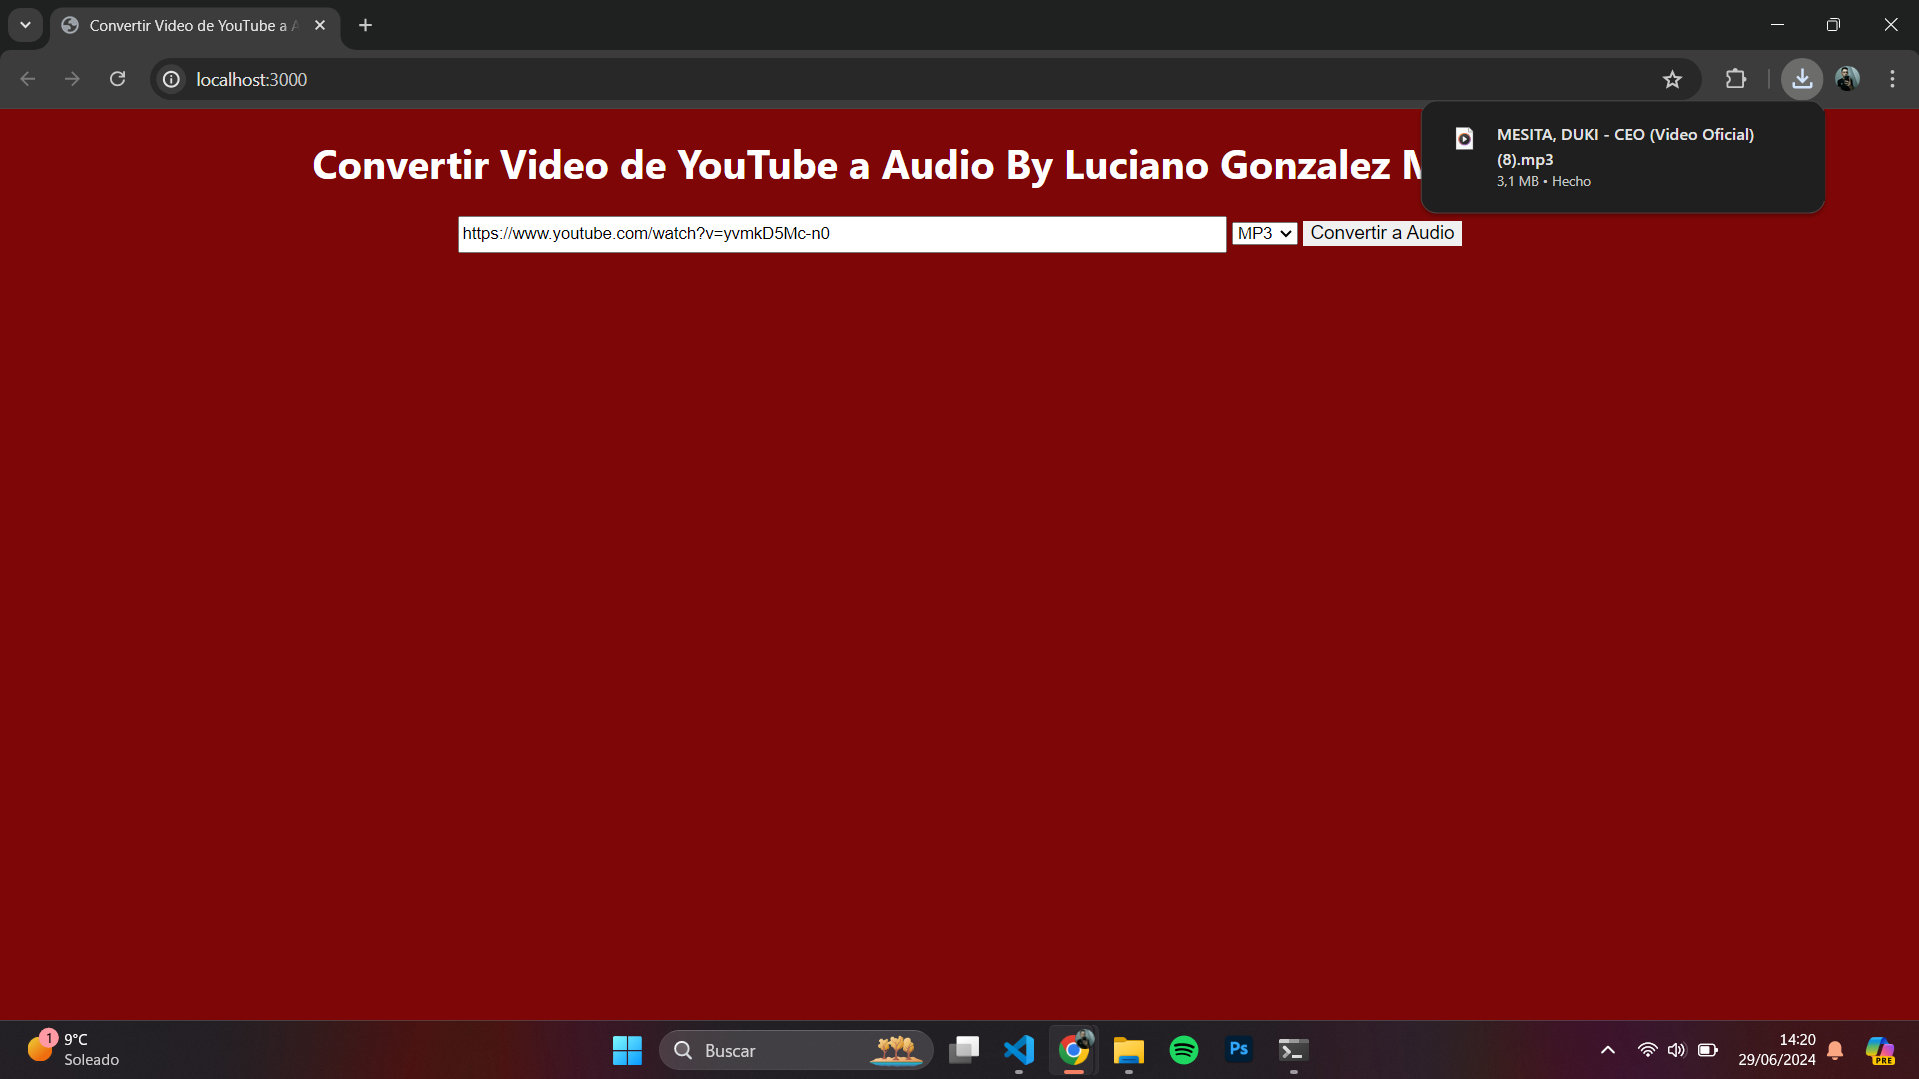 Convertir Video de YouTube a A
localhost:3000
MESITA, DUKI - CEO (Video Oficial)
(8).mp3
3,1 MB • Hecho
Convertir Video de YouTube a Audio By Luciano Gonzalez
https://www.youtube.com/watch?v=yvmkD5Mc-n0
MP3
Convertir a Audio
1
9°C
Soleado
Buscar
Ps
14:20
29/06/2024
PRE